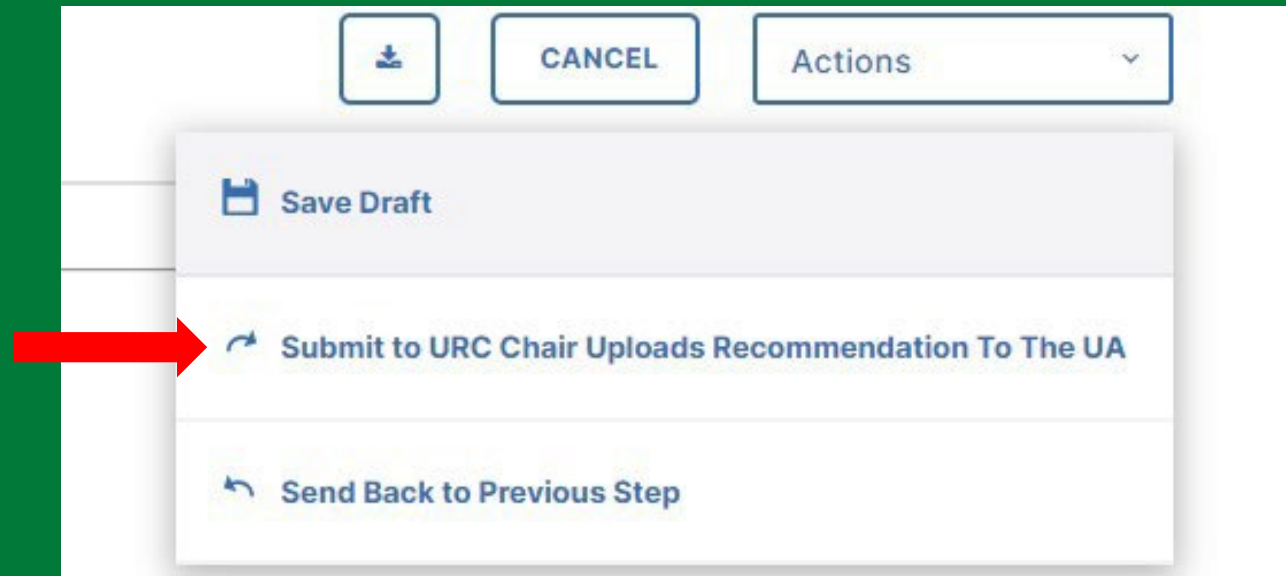 CANCEL
Actions
Save Draft
Submit to URC Chair Uploads Recommendation To The UA
Send Back to Previous Step